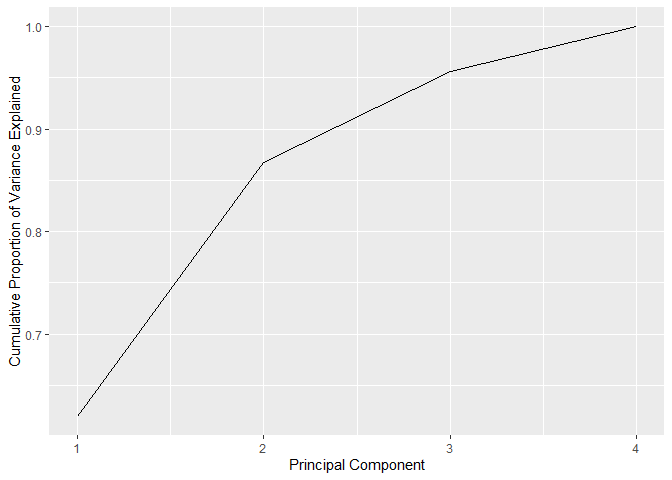 Cumulative Proportion of Variance Explained
1.0
0.9
0.8
0.7
1 2 3 4
Principal Component